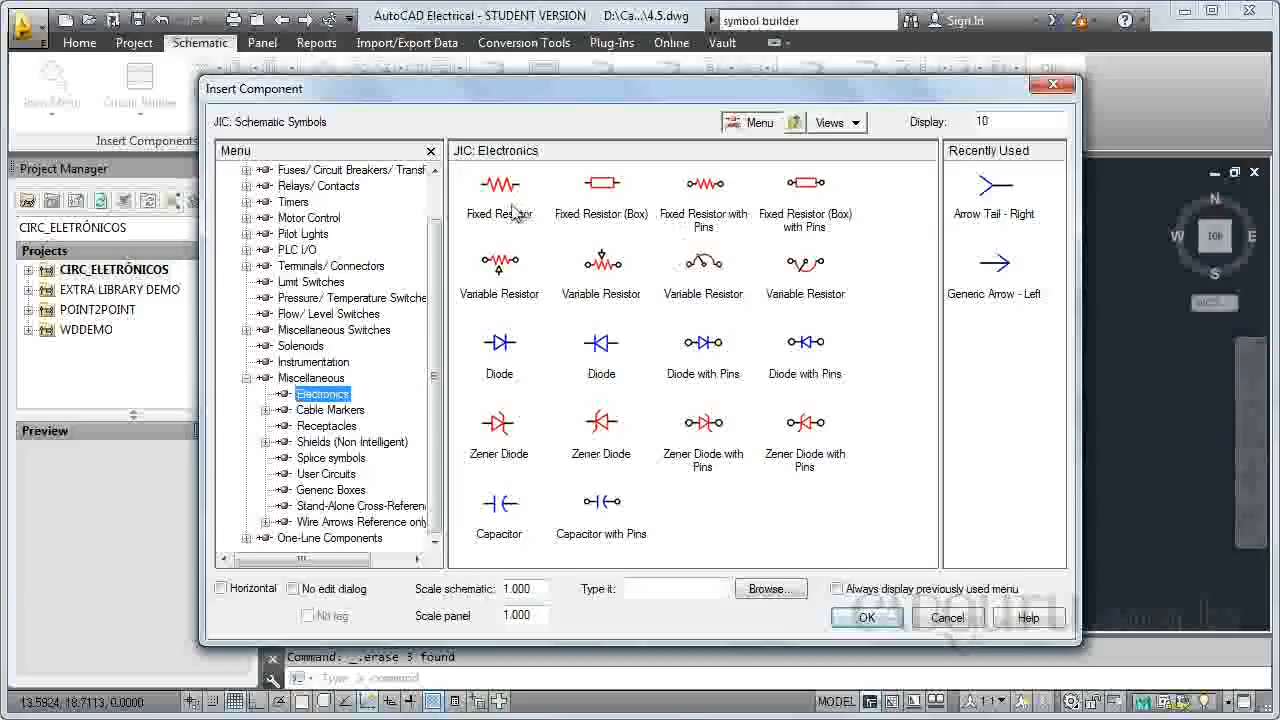 AutoCAD Electrical - STUDENT VERSION D:\Ca...\4.5.dwg
symbol builder
Sign In
Home Project Schematic Panel Reports Import/Export Data Conversion Tools Plug-Ins Online Vault
Insert Component
Project Manager
CIRC_ELETRÔNICOS
Projects
CIRC_ELETRÔNICOS
EXTRA LIBRARY DEMO
POINT2POINT
WDDEMO
Preview
Insert Component
JIC: Schematic Symbols
Menu
Views
Display: 10
Menu
Fuses/ Circuit Breakers/ Transf
Relays/ Contacts
Timers
Motor Control
Pilot Lights
PLC I/O
Terminals/ Connectors
Limit Switches
Pressure/ Temperature Switche
Flow/ Level Switches
Miscellaneous Switches
Solenoids
Instrumentation
Miscellaneous
Electronics
Cable Markers
Receptacles
Shields (Non Intelligent)
Splice symbols
User Circuits
Generic Boxes
Stand-Alone Cross-Referen
Wire Arrows Reference only
One-Line Components
JIC: Electronics
Fixed Resistor
Fixed Resistor (Box)
Fixed Resistor with Pins
Fixed Resistor (Box) with Pins
Variable Resistor
Variable Resistor
Variable Resistor
Variable Resistor
Diode
Diode
Diode with Pins
Diode with Pins
Zener Diode
Zener Diode
Zener Diode with Pins
Zener Diode with Pins
Capacitor
Capacitor with Pins
Recently Used
Arrow Tail - Right
Generic Arrow - Left
Horizontal
No edit dialog
No tag
Scale schematic: 1.000
Scale panel 1.000
Type it:
Browse...
Always display previously used menu
OK
Cancel
Help
N
W
TOP
E
S
Command: _.erase 3 found
Type a command
13.5924, 18.7113, 0.0000
MODEL
1:1